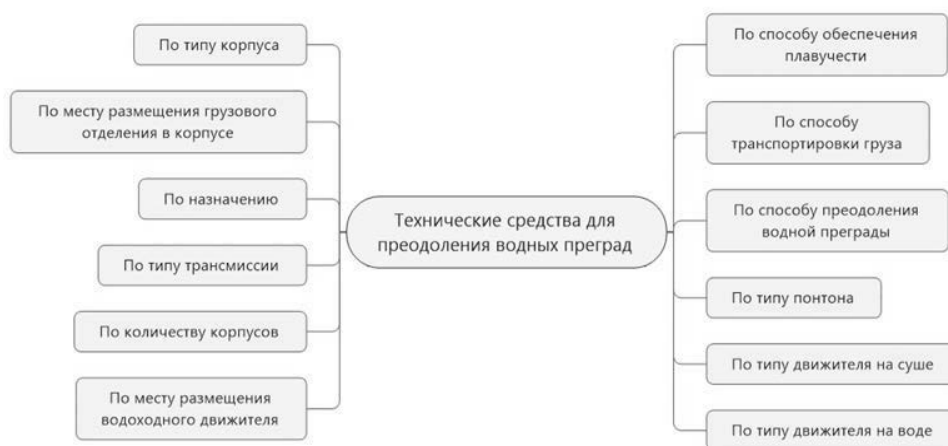 По типу корпуса
По месту размещения грузового
отделения в корпусе
По назначению
По типу трансмиссии
По количеству корпусов
По месту размещения
водоходного движителя
Технические средства для
преодоления водных преград
По способу обеспечения
плавучести
По способу
транспортировки груза
По способу преодоления
водной преграды
По типу понтона
По типу движителя на суше
По типу движителя на воде